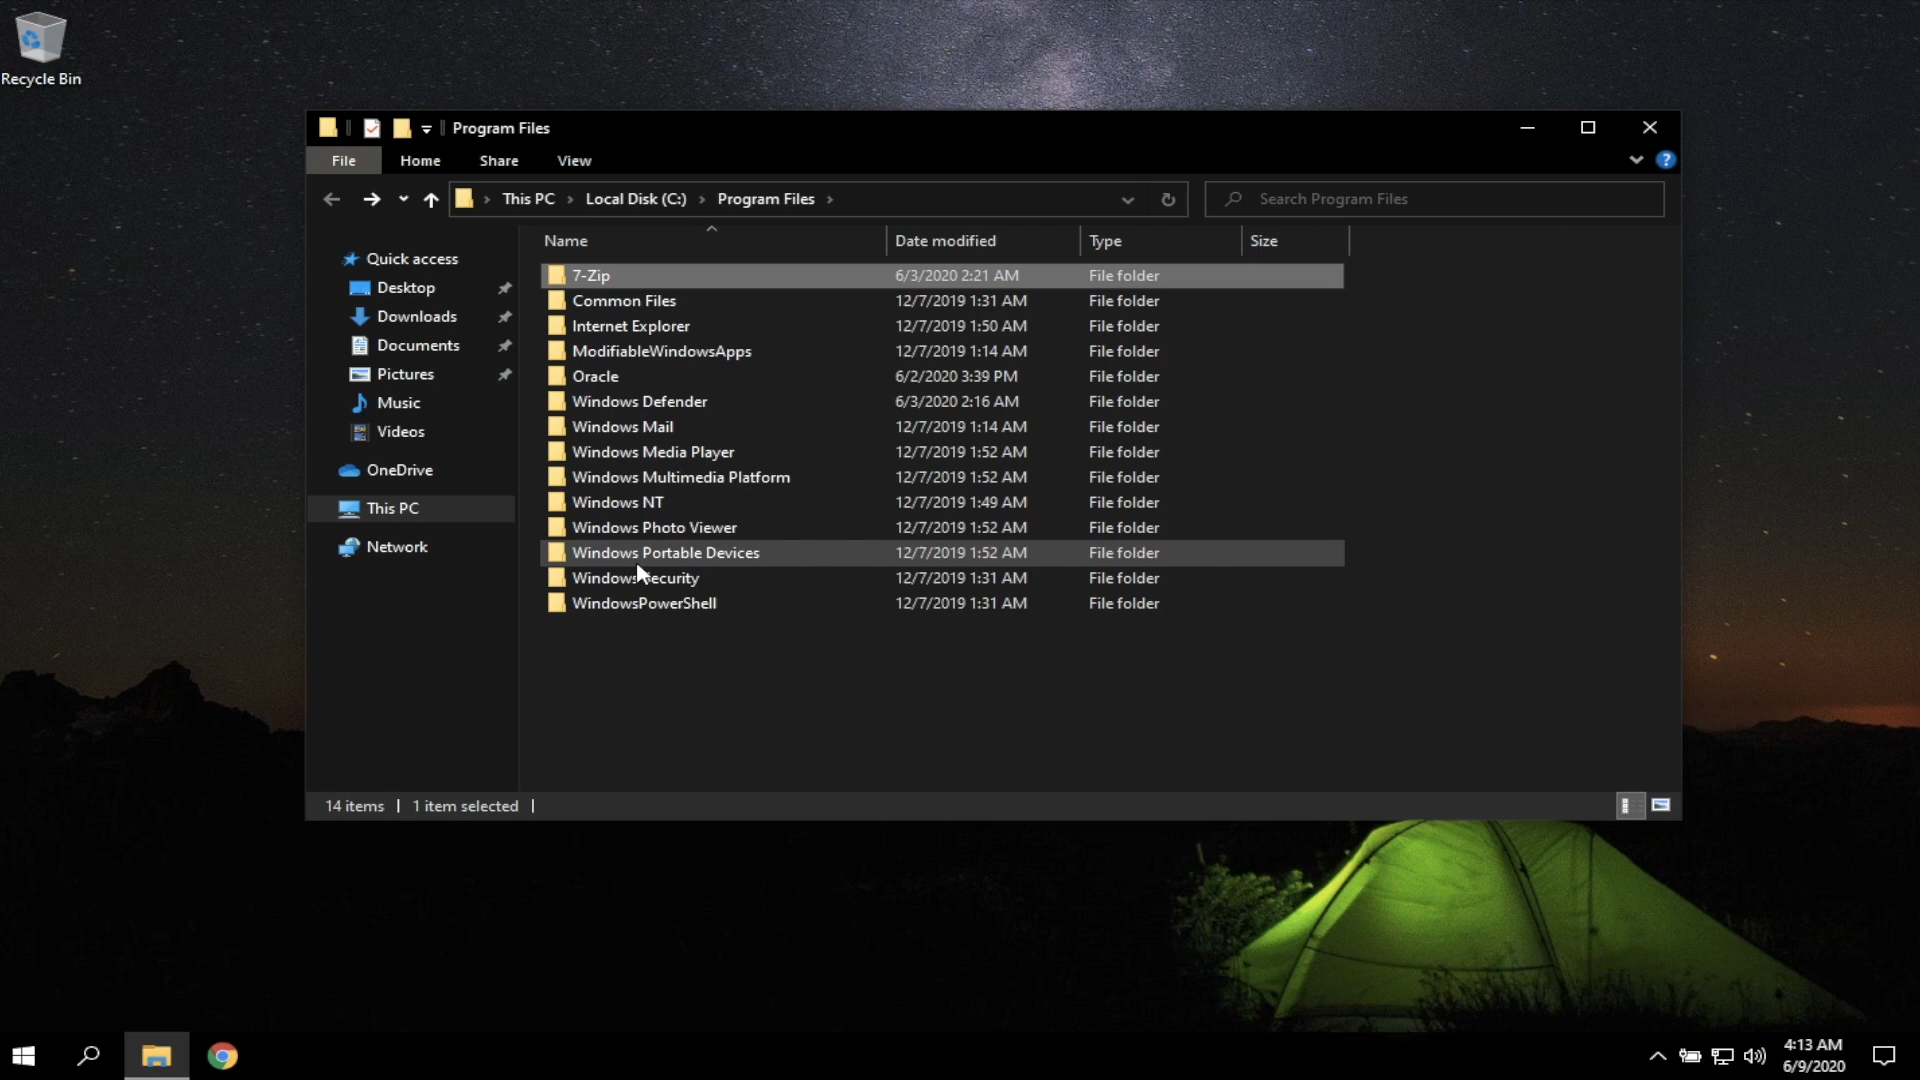 Recycle Bin
Program Files
File Home Share View
This PC Local Disk (C:) Program Files
Search Program Files
Name Date modified Type Size
Quick access
Desktop
Downloads
Documents
Pictures
Music
Videos
OneDrive
This PC
Network
7-Zip 6/3/2020 2:21 AM File folder
Common Files 12/7/2019 1:31 AM File folder
Internet Explorer 12/7/2019 1:50 AM File folder
ModifiableWindowsApps 12/7/2019 1:14 AM File folder
Oracle 6/2/2020 3:39 PM File folder
Windows Defender 6/3/2020 2:16 AM File folder
Windows Mail 12/7/2019 1:14 AM File folder
Windows Media Player 12/7/2019 1:52 AM File folder
Windows Multimedia Platform 12/7/2019 1:52 AM File folder
Windows NT 12/7/2019 1:49 AM File folder
Windows Photo Viewer 12/7/2019 1:52 AM File folder
Windows Portable Devices 12/7/2019 1:52 AM File folder
Windows Security 12/7/2019 1:31 AM File folder
WindowsPowerShell 12/7/2019 1:31 AM File folder
14 items 1 item selected
4:13 AM
6/9/2020